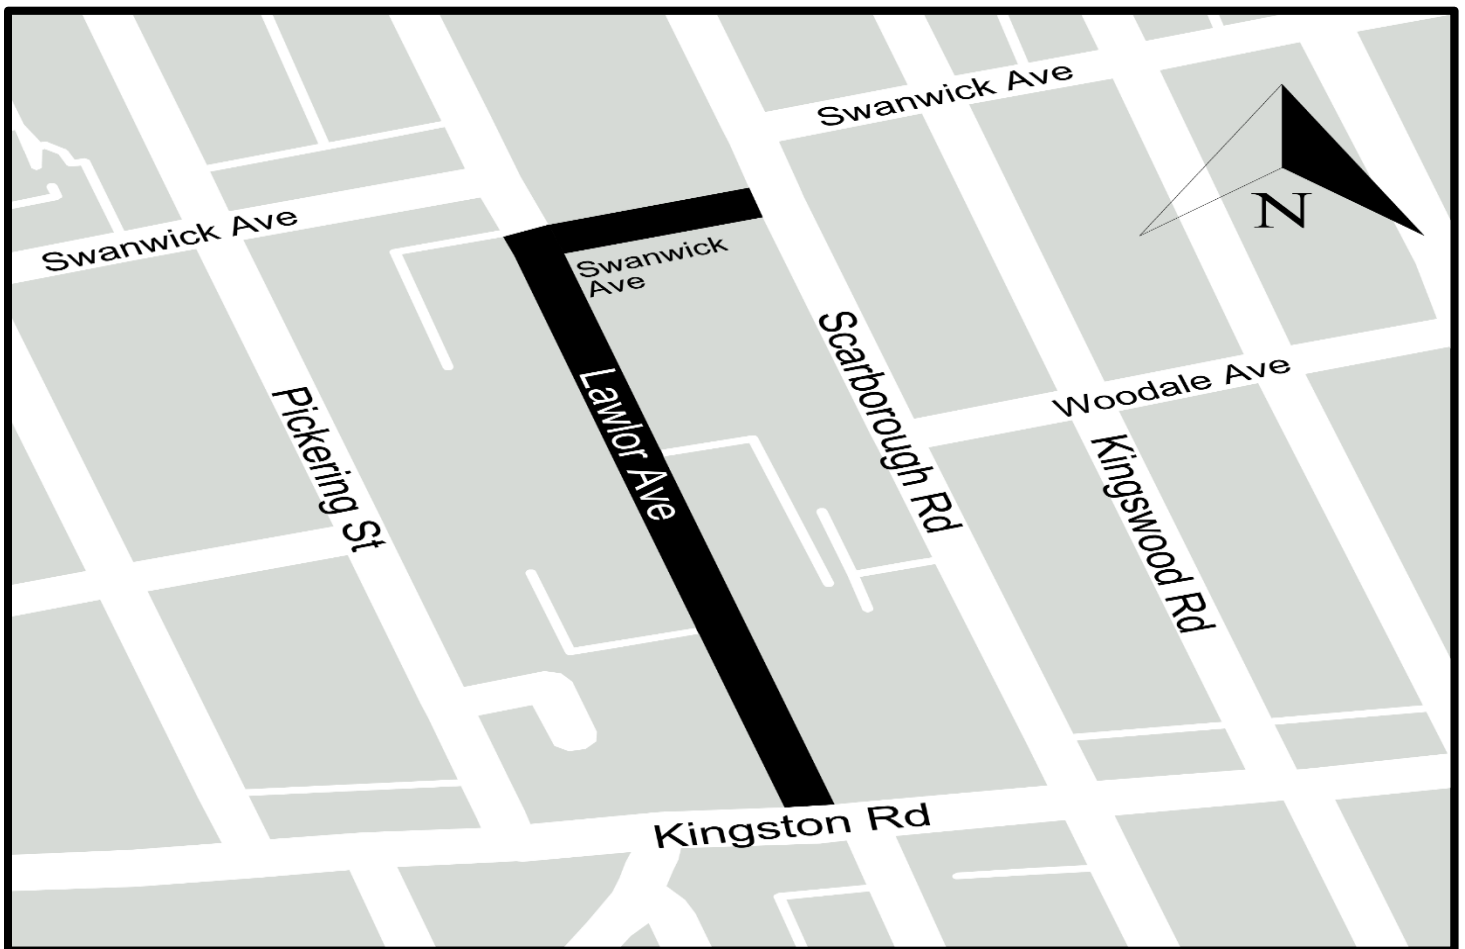 Swanwick Ave
N
Swanwick Ave
Swanwick
Ave
Scarborough Rd
Woodale Ave
Lawlor Ave
Pickering St
Kingswood Rd
Kingston Rd